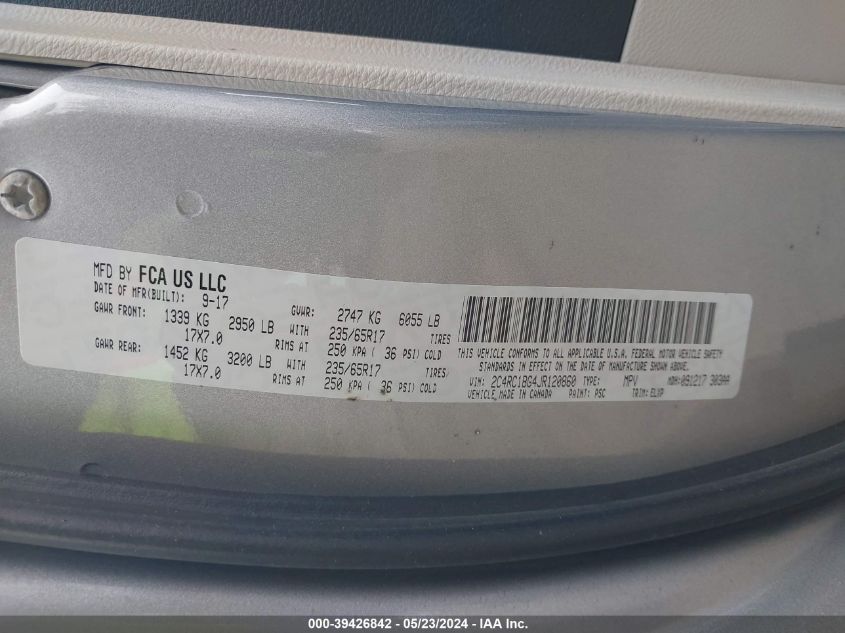 MFD BY FCA US LLC
DATE OF MFR(BUILT): 9-17 GVWR: 2747 KG 6055 LB
GAWR FRONT: 1339 KG 2950 LB WITH 235/65R17 TIRES
17X7.0 RIMS AT 250 KPA ( 36 PSI) COLD
GAWR REAR: 1452 KG 3200 LB WITH 235/65R17 TIRES
17X7.0 RIMS AT 250 KPA ( 36 PSI) COLD
THIS VEHICLE CONFORMS TO ALL APPLICABLE U.S.A. FEDERAL MOTOR VEHICLE SAFETY
STANDARDS IN EFFECT ON THE DATE OF MANUFACTURE SHOWN ABOVE.
VIN: 2C4RC1BG4JR120860 TYPE: MPV MDH: 091217 303AA
VEHICLE MADE IN CANADA PAINT: PSC TRIM: ELXP
000-39426842 - 05/23/2024 - IAA Inc.